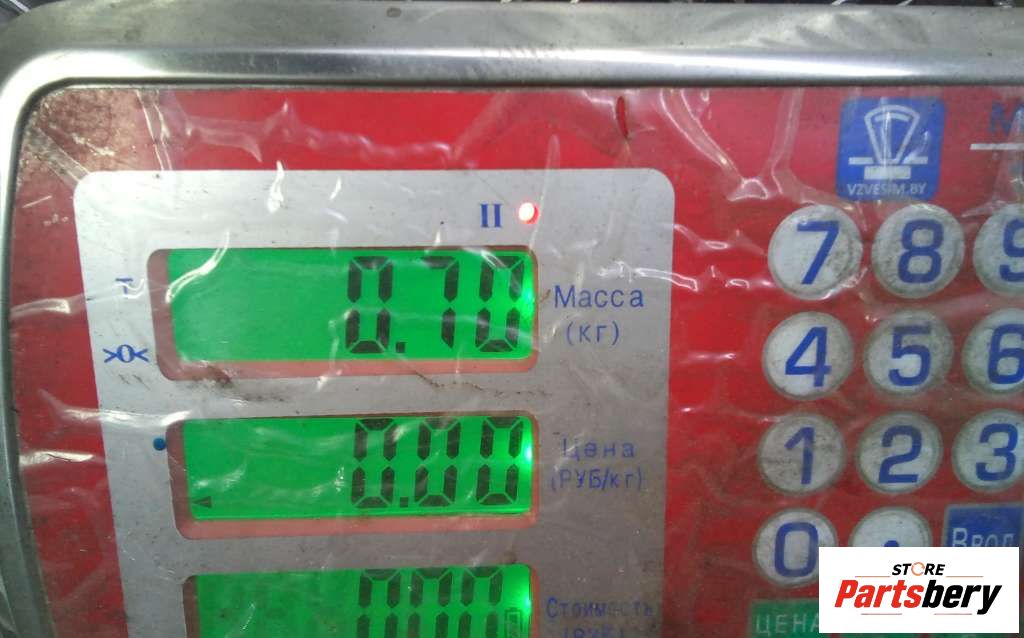 VZVESIM.BY
II
0.70
Масса
(кг)
>0<
7 8 9
4 5 6
0.00
Цена
(РУБ/кг)
1 2 3
0 .
Ввод
Стоимость
ЦЕНА
STORE
Partsbery